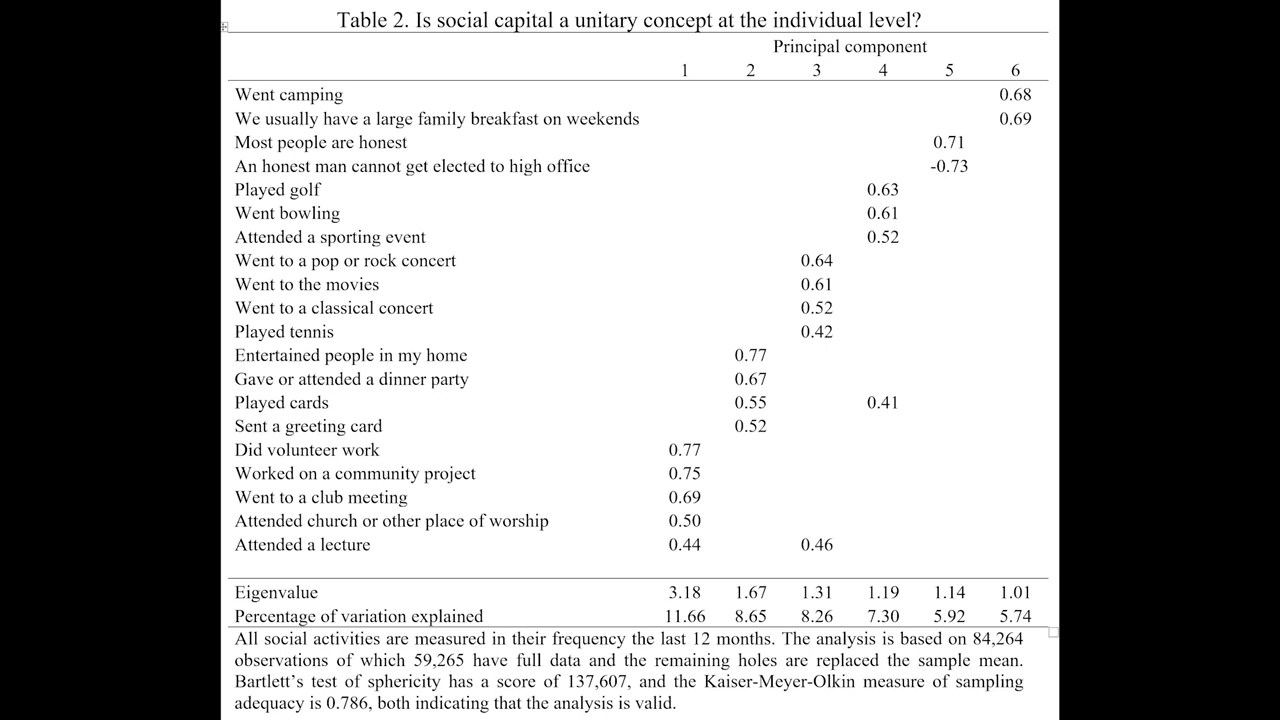 Table 2. Is social capital a unitary concept at the individual level?
Principal component
1 2 3 4 5 6
Went camping 0.68
We usually have a large family breakfast on weekends 0.69
Most people are honest 0.71
An honest man cannot get elected to high office -0.73
Played golf 0.63
Went bowling 0.61
Attended a sporting event 0.52
Went to a pop or rock concert 0.64
Went to the movies 0.61
Went to a classical concert 0.52
Played tennis 0.42
Entertained people in my home 0.77
Gave or attended a dinner party 0.67
Played cards 0.55 0.41
Sent a greeting card 0.52
Did volunteer work 0.77
Worked on a community project 0.75
Went to a club meeting 0.69
Attended church or other place of worship 0.50
Attended a lecture 0.44 0.46
Eigenvalue 3.18 1.67 1.31 1.19 1.14 1.01
Percentage of variation explained 11.66 8.65 8.26 7.30 5.92 5.74
All social activities are measured in their frequency the last 12 months. The analysis is based on 84,264
observations of which 59,265 have full data and the remaining holes are replaced the sample mean.
Bartlett's test of sphericity has a score of 137,607, and the Kaiser-Meyer-Olkin measure of sampling
adequacy is 0.786, both indicating that the analysis is valid.